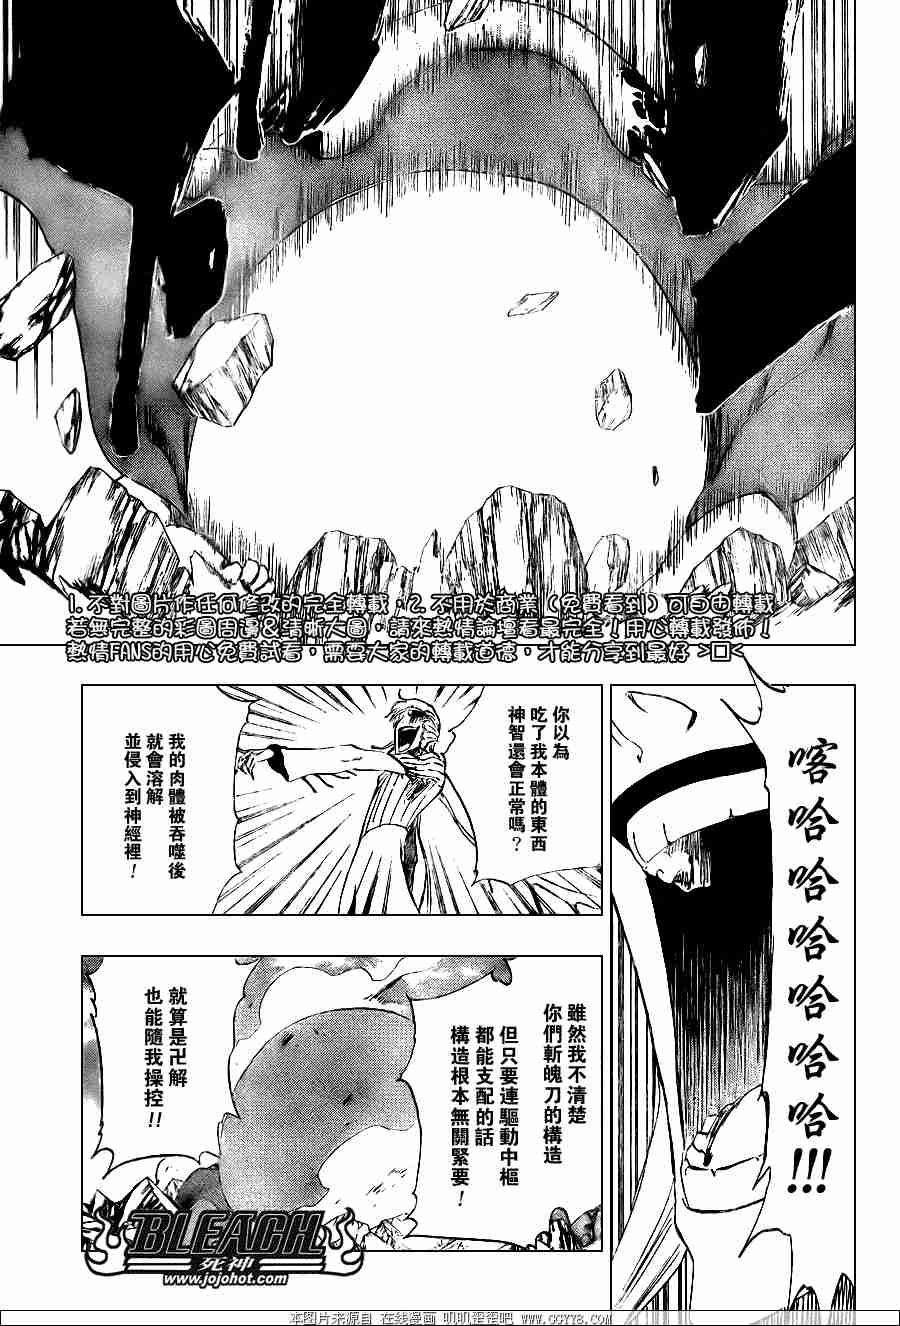 1. 不對圖片作任何修改的完全轉載，2. 不用於商業（免費看到）可自由轉載
若無完整的彩圖周漫&清晰大圖，請來熱情論壇看最完全！用心轉載發佈！
熱情FANS的用心免費試看，需要大家的轉載道德，才能分享到最好 >口<
喀哈哈哈哈哈哈!!!
你以為
吃了我本體的東西
神智還會正常嗎？
我的肉體被吞噬後
就會溶解
並侵入到神經裡！
雖然我不清楚
你們斬魄刀的構造
但只要連驅動中樞
都能支配的話
構造根本無關緊要！
就算是卍解
也能隨我操控!!
BLEACH
死神
www.jojohot.com
本图片来源自 在线漫画 叽叽歪歪吧 www.GGYY8.com